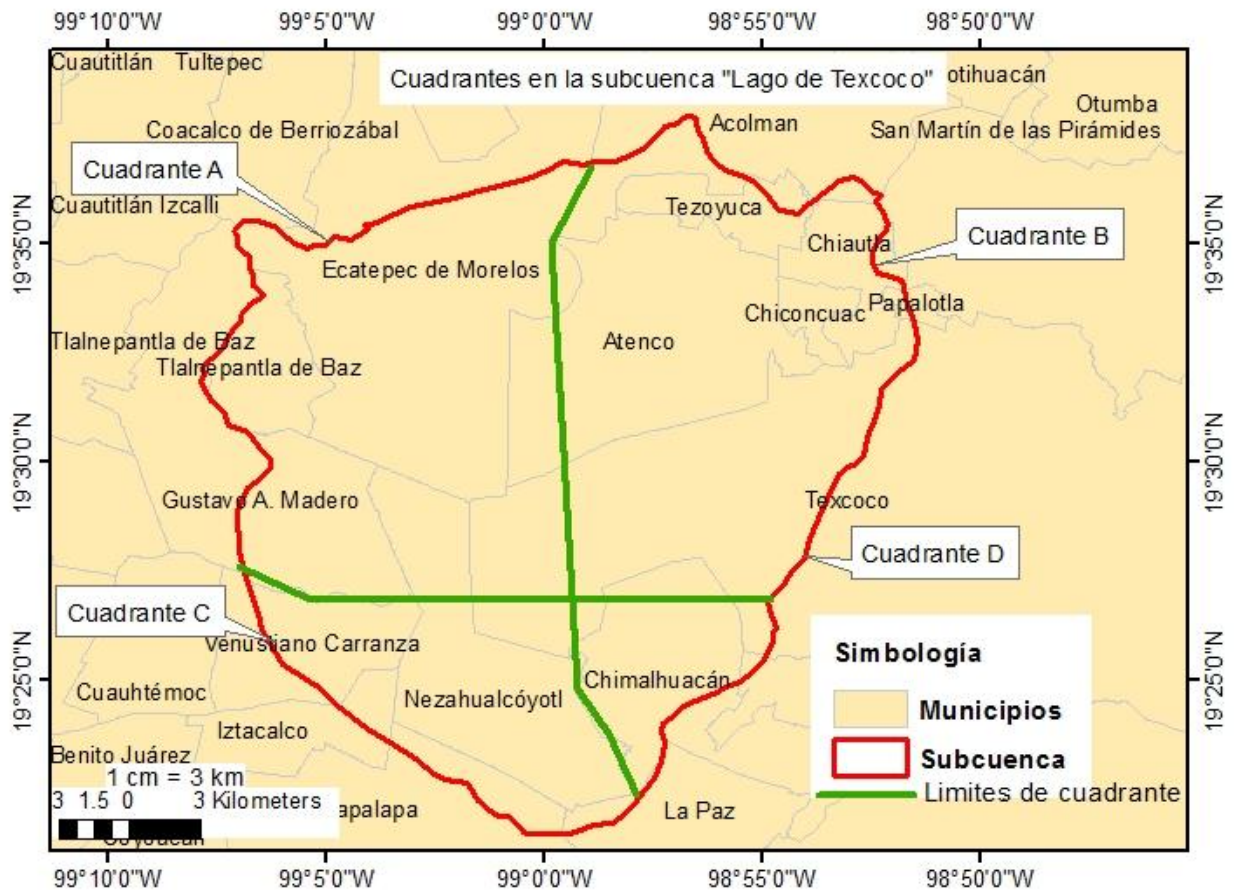 99°10'0"W 99°5'0"W 99°0'0"W 98°55'0"W 98°50'0"W
Cuautitlán Tultepec
Cuadrantes en la subcuenca "Lago de Texcoco"
otihuacán
Otumba
Acolman
San Martín de las Pirámides
Coacalco de Berriozábal
Cuadrante A
Cuautitlán Izcalli
Tezoyuca
19°35'0"N
Chiautla
Cuadrante B
19°35'0"N
Ecatepec de Morelos
Papalotla
Chiconcuac
Tlalnepantla de Baz
Atenco
Tlalnepantla de Baz
19°30'0"N
19°30'0"N
Gustavo A. Madero
Texcoco
Cuadrante D
Cuadrante C
Venustiano Carranza
19°25'0"N
Simbología
19°25'0"N
Cuauhtémoc
Nezahualcóyotl
Chimalhuacán
Municipios
Iztacalco
Benito Juárez
Subcuenca
1 cm = 3 km
Limites de cuadrante
3 1.5 0 3 Kilometers
apalapa
La Paz
99°10'0"W 99°5'0"W 99°0'0"W 98°55'0"W 98°50'0"W